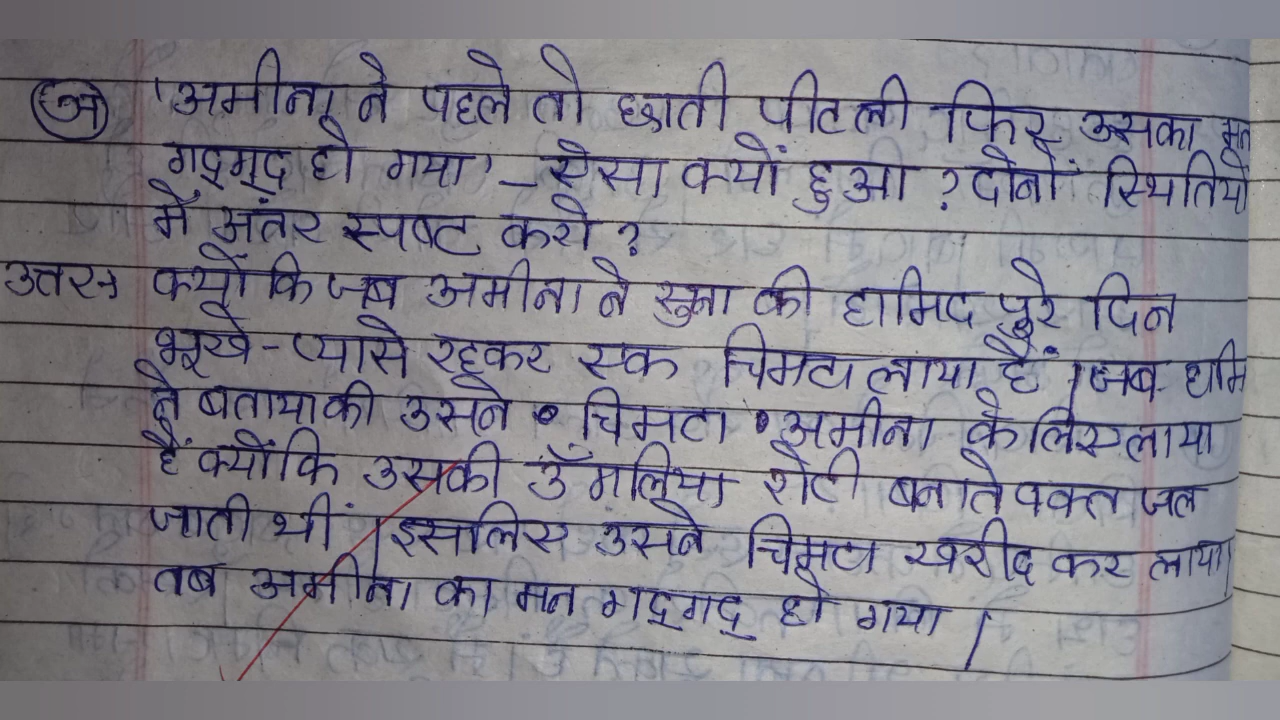 (अ) 'अमीना ने पहले तो छाती पीटली फिर उसका मन
गद्गद् हो गया' - ऐसा क्यों हुआ ? दोनों स्थितियों
में अंतर स्पष्ट करो ?
उत्तर→ क्यों कि जब अमीना ने सुना की हामिद पुरे दिन
भूखे-प्यासे रहकर एक चिमटा लाया है । जब हामि
ने बताया की उसने चिमटा अमीना के लिए लाया
हैं क्योंकि उसकी उँगलिया रोटी बनाते वक्त जल
जाती थीं । इसलिए उसने चिमटा खरीद कर लाया।
तब अमीना का मन गद्गद् हो गया ।